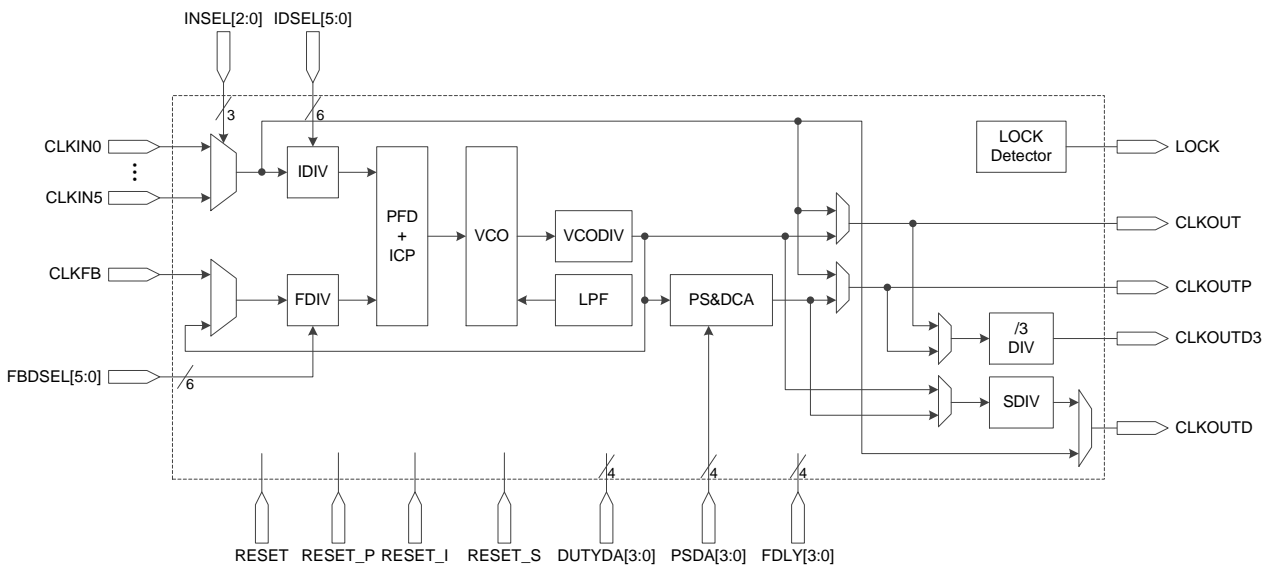 INSEL[2:0] IDSEL[5:0]
3 6
CLKIN0
⋮
CLKIN5
IDIV
LOCK
Detector
LOCK
PFD
+
ICP
VCO
VCODIV
CLKOUT
CLKFB
FDIV
LPF
PS&DCA
CLKOUTP
/3
DIV
CLKOUTD3
FBDSEL[5:0]
6
SDIV
CLKOUTD
4 4 4
RESET RESET_P RESET_I RESET_S DUTYDA[3:0] PSDA[3:0] FDLY[3:0]